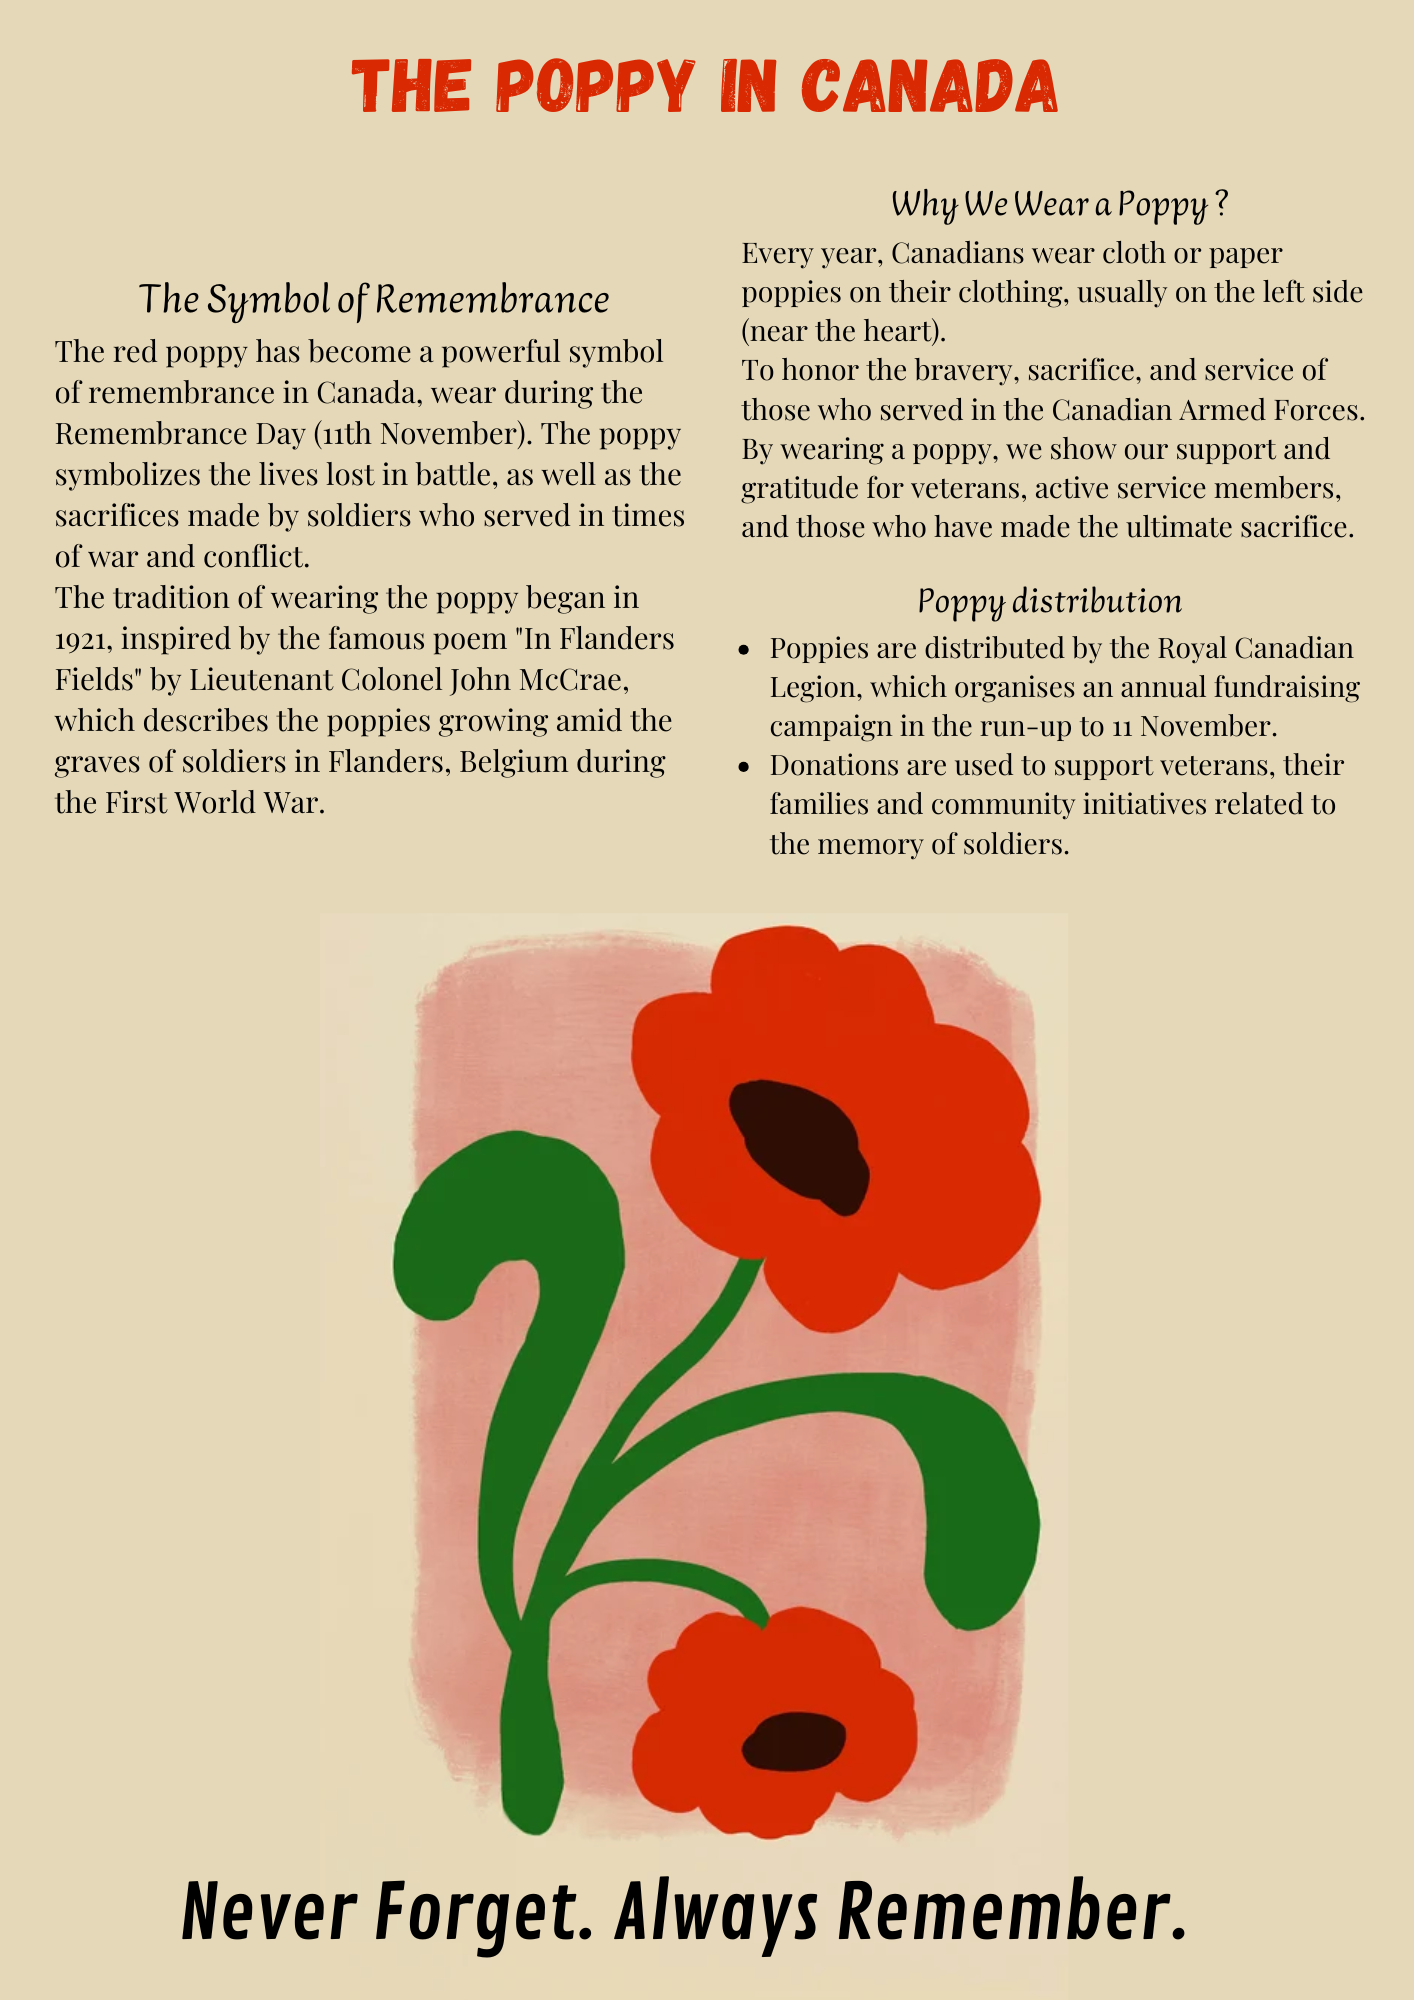 THE POPPY IN CANADA
The Symbol of Remembrance
The red poppy has become a powerful symbol
of remembrance in Canada, wear during the
Remembrance Day (11th November). The poppy
symbolizes the lives lost in battle, as well as the
sacrifices made by soldiers who served in times
of war and conflict.
The tradition of wearing the poppy began in
1921, inspired by the famous poem "In Flanders
Fields" by Lieutenant Colonel John McCrae,
which describes the poppies growing amid the
graves of soldiers in Flanders, Belgium during
the First World War.
Why We Wear a Poppy ?
Every year, Canadians wear cloth or paper
poppies on their clothing, usually on the left side
(near the heart).
To honor the bravery, sacrifice, and service of
those who served in the Canadian Armed Forces.
By wearing a poppy, we show our support and
gratitude for veterans, active service members,
and those who have made the ultimate sacrifice.
Poppy distribution
• Poppies are distributed by the Royal Canadian
Legion, which organises an annual fundraising
campaign in the run-up to 11 November.
• Donations are used to support veterans, their
families and community initiatives related to
the memory of soldiers.
Never Forget. Always Remember.